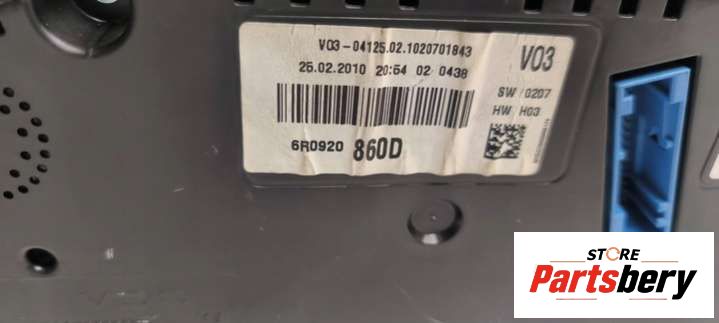 V03-04125.02.1020701843
25.02.2010 20:54 02 0438
6R0920 860D
V03
SW 0207
HW H03
STORE
Partsbery